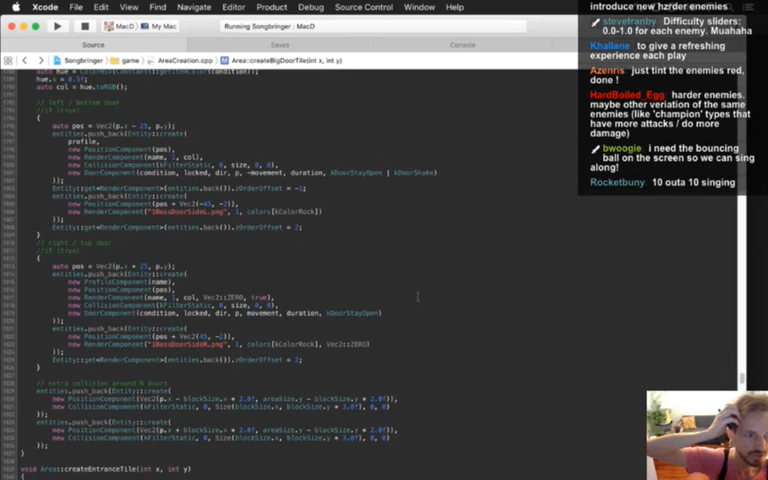 Xcode File Edit View Find Navigate Editor Product Debug Source Control Window Help
MacD My Mac Running Songbringer : MacD
Source Saves Console
Songbringer game AreaCreation.cpp Area::createBigDoorTile(int x, int y)
hue.s = 0.5f;
auto col = hue.toRGB();
// left / bottom door
//if (true)
{
auto pos = Vec2(p.x - 25, p.y);
entities.push_back(Entity::create(
profile,
new PositionComponent(pos),
new RenderComponent(name, 1, col),
new CollisionComponent(kFilterStatic, 0, size, 0, 0),
new DoorComponent(condition, locked, dir, p, -movement, duration, kDoorStayOpen | kDoorShake)
));
Entity::get<RenderComponent>(entities.back()).zOrderOffset = -1;
entities.push_back(Entity::create(
new PositionComponent(pos + Vec2(-45, -2)),
new RenderComponent("1BossDoorSideL.png", 1, colors[kColorRock])
));
Entity::get<RenderComponent>(entities.back()).zOrderOffset = 2;
}
// right / top door
//if (true)
{
auto pos = Vec2(p.x + 25, p.y);
entities.push_back(Entity::create(
new ProfileComponent(name),
new PositionComponent(pos),
new RenderComponent(name, 1, col, Vec2::ZERO, true),
new CollisionComponent(kFilterStatic, 0, size, 0, 0),
new DoorComponent(condition, locked, dir, p, movement, duration, kDoorStayOpen)
));
entities.push_back(Entity::create(
new PositionComponent(pos + Vec2(45, -2)),
new RenderComponent("1BossDoorSideR.png", 1, colors[kColorRock], Vec2::ZERO)
));
Entity::get<RenderComponent>(entities.back()).zOrderOffset = 2;
}
// extra collision around N doors
entities.push_back(Entity::create(
new PositionComponent(Vec2(p.x - blockSize.x * 2.0f, areaSize.y - blockSize.y * 2.0f)),
new CollisionComponent(kFilterStatic, 0, Size(blockSize.x, blockSize.y * 3.0f), 0, 0)
));
entities.push_back(Entity::create(
new PositionComponent(Vec2(p.x + blockSize.x * 2.0f, areaSize.y - blockSize.y * 2.0f)),
new CollisionComponent(kFilterStatic, 0, Size(blockSize.x, blockSize.y * 3.0f), 0, 0)
));
}
void Area::createEntranceTile(int x, int y)
introduce new hzrder enemies
stevetranby Difficulty sliders:
0.0-1.0 for each enemy. Muahaha
to give a refreshing
experience each play
Azenris: just tint the enemies red,
done !
HardBoiled_Egg: harder enemies.
maybe other veriation of the same
enemies (like 'champion' types that
have more attacks / do more
damage)
bwoogie i need the bouncing
ball on the screen so we can sing
along!
Rocketbuny 10 outa 10 singing